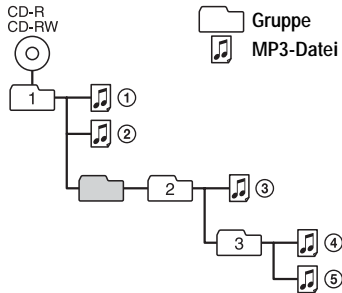 CD-R
CD-RW
Gruppe
MP3-Datei
1
①
②
2
③
3
④
⑤